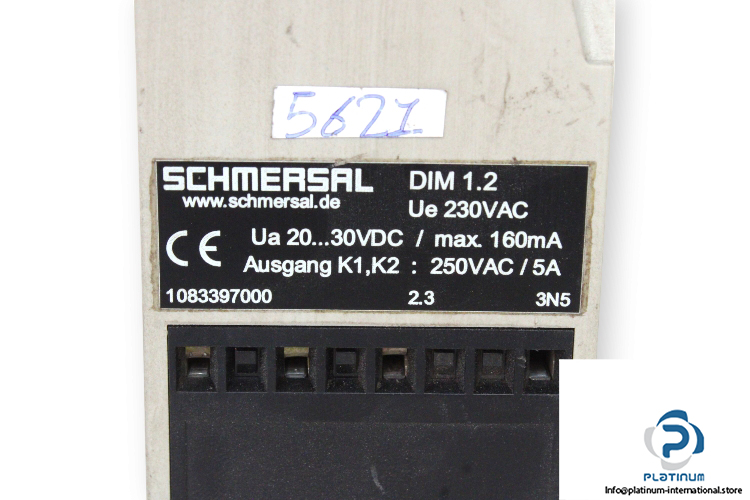 5621
SCHMERSAL DIM 1.2
www.schmersal.de Ue 230VAC
CE Ua 20...30VDC / max. 160mA
Ausgang K1,K2 : 250VAC / 5A
1083397000 2.3 3N5
PLATINUM
Info@platinum-international.store